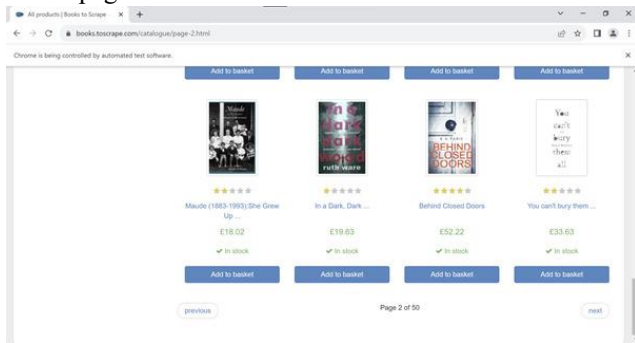 All products | Books to Scrape
books.toscrape.com/catalogue/page-2.html
Chrome is being controlled by automated test software.
Add to basket Add to basket Add to basket Add to basket
Maude
in a
dark
dark
wood
ruth ware
BEHIND
CLOSED
DOORS
You
can't
bury
them
all
Maude (1883-1993):She Grew In a Dark, Dark ... Behind Closed Doors You can't bury them ...
Up ...
£18.02 £19.63 £52.22 £33.63
In stock In stock In stock In stock
Add to basket Add to basket Add to basket Add to basket
previous Page 2 of 50 next